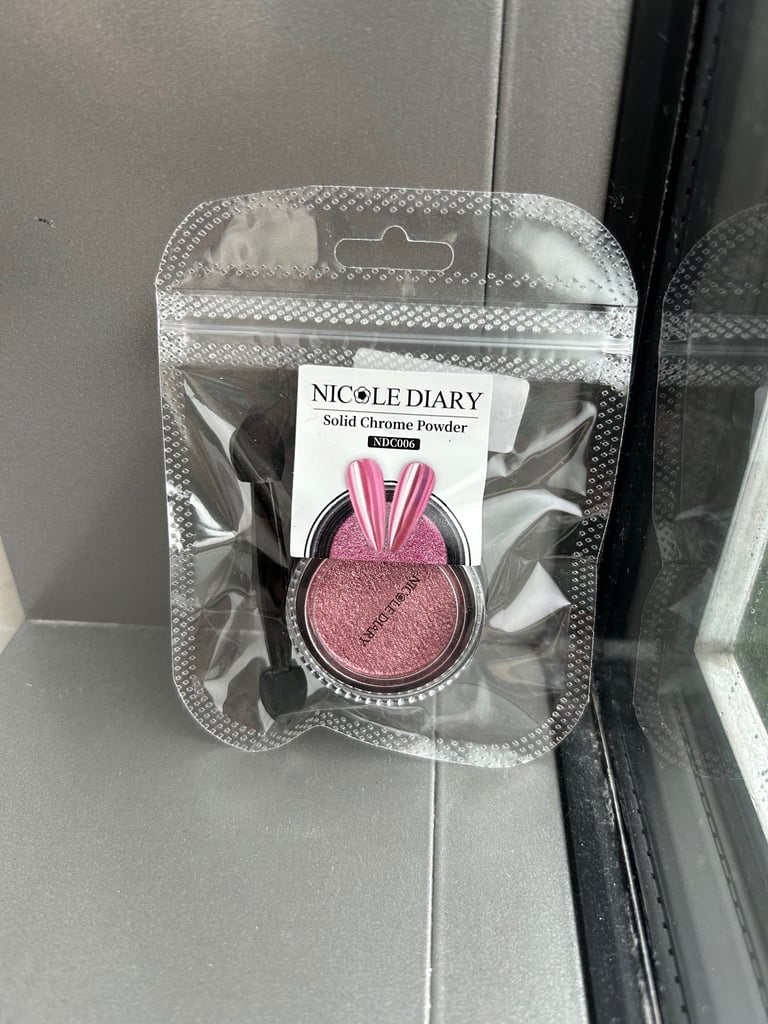 NICOLE DIARY
Solid Chrome Powder
NDC006
NICOLE DIARY